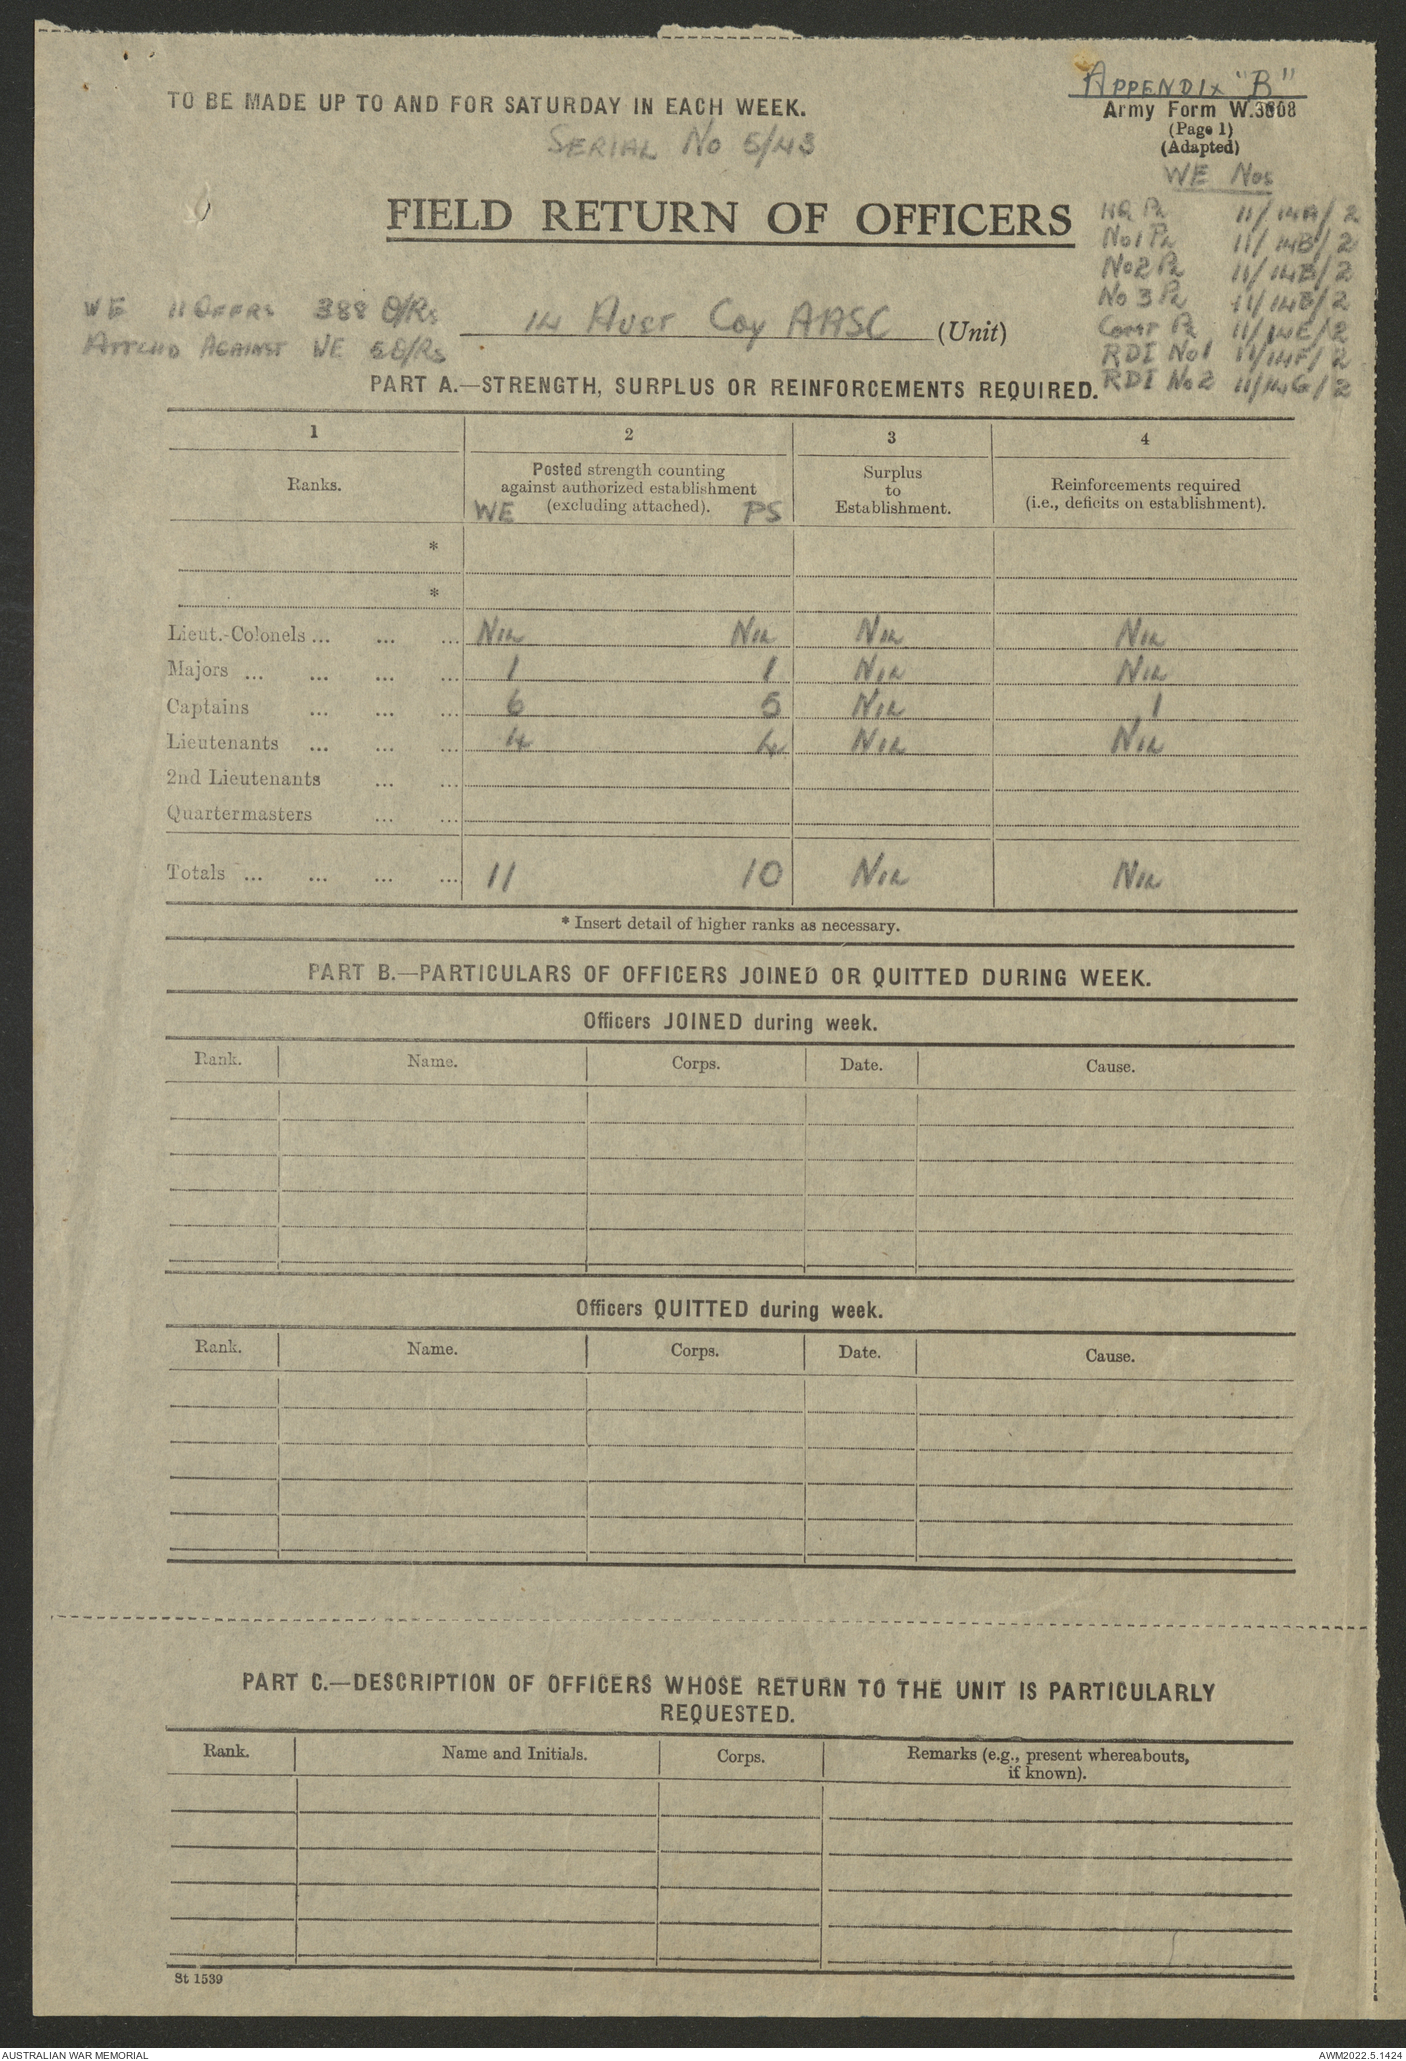 APPENDIX "B"
TO BE MADE UP TO AND FOR SATURDAY IN EACH WEEK.
Army Form W.3008
(Page 1)
(Adapted)
SERIAL No 5/43
WE Nos
FIELD RETURN OF OFFICERS
HQ PL 11/14A/2
No1 PL 11/14B/2
No2 PL 11/14B/2
No 3 PL 11/14B/2
Comp PL 11/14E/2
RDI No1 11/14F/2
RDI No2 11/14G/2
WE 11 OFFRS 388 O/Rs
ATTCHD AGAINST WE 5 O/Rs
14 Aust Coy AASC (Unit)
PART A.—STRENGTH, SURPLUS OR REINFORCEMENTS REQUIRED.
1 2 3 4
Ranks. Posted strength counting against authorized establishment (excluding attached). Surplus to Establishment. Reinforcements required (i.e., deficits on establishment).
WE PS
*
*
Lieut.-Colonels ... ... ... NIL NIL NIL NIL
Majors ... ... ... ... 1 1 NIL NIL
Captains ... ... ... 6 5 NIL 1
Lieutenants ... ... ... 4 4 NIL NIL
2nd Lieutenants ... ...
Quartermasters ... ...
Totals ... ... ... ... 11 10 NIL NIL
* Insert detail of higher ranks as necessary.
PART B.—PARTICULARS OF OFFICERS JOINED OR QUITTED DURING WEEK.
Officers JOINED during week.
Rank. Name. Corps. Date. Cause.
Officers QUITTED during week.
Rank. Name. Corps. Date. Cause.
PART C.—DESCRIPTION OF OFFICERS WHOSE RETURN TO THE UNIT IS PARTICULARLY
REQUESTED.
Rank. Name and Initials. Corps. Remarks (e.g., present whereabouts,
if known).
St 1539
AUSTRALIAN WAR MEMORIAL AWM2022.5.1424